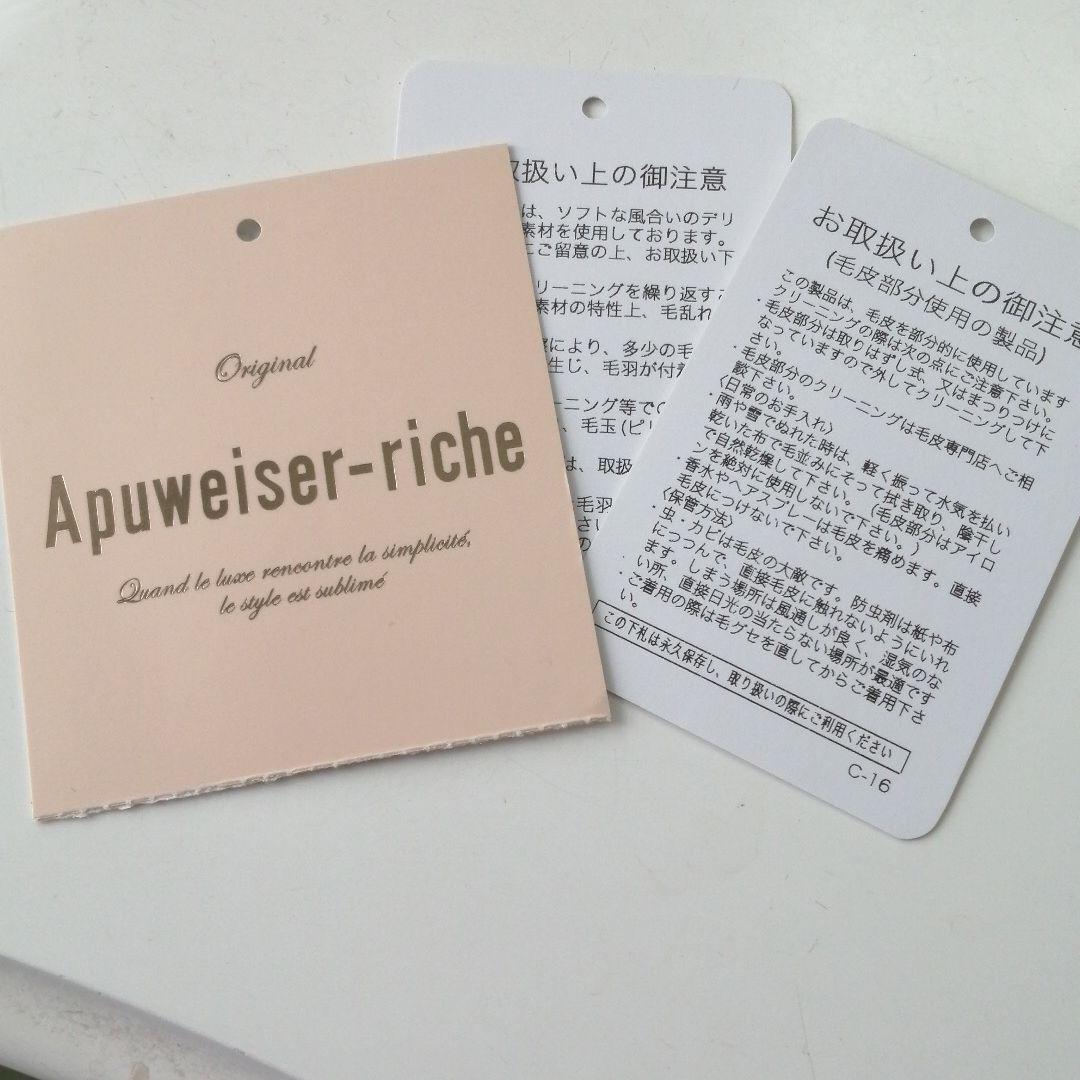 Original
Apuweiser-riche
Quand le luxe rencontre la simplicité,
le style est sublimé
取扱い上の御注意
は、ソフトな風合いのデリ
素材を使用しております。
ご留意の上、お取扱い下
リーニングを繰り返す
素材の特性上、毛乱れ
により、多少の毛
生じ、毛羽が付着
ーニング等で
、毛玉(ピリ
は、取扱
毛羽
さい
の
お取扱い上の御注意
(毛皮部分使用の製品)
この製品は、毛皮を部分的に使用しています
クリーニングの際は次の点にご注意下さい。
・毛皮部分は取りはずし式、又はまつりつけに
なっていますので外してクリーニングして下
さい。
・毛皮部分のクリーニングは毛皮専門店へご相
談下さい。
〈日常のお手入れ〉
・雨や雪でぬれた時は、軽く振って水気を払い
乾いた布で毛並みにそって拭き取り、陰干し
で自然乾燥して下さい。(毛皮部分はアイロ
ンを絶対に使用しないで下さい。)
・香水やヘアスプレーは毛皮を痛めます。直接
毛皮につけないで下さい。
〈保管方法〉
・虫・カビは毛皮の大敵です。防虫剤は紙や布
につつんで、直接毛皮に触れないようにいれ
ます。しまう場所は風通しが良く、湿気のな
い所、直接日光の当たらない場所が最適です
・ご着用の際は毛グセを直してからご着用下さ
い。
この下札は永久保存し、取り扱いの際にご利用ください
C-16